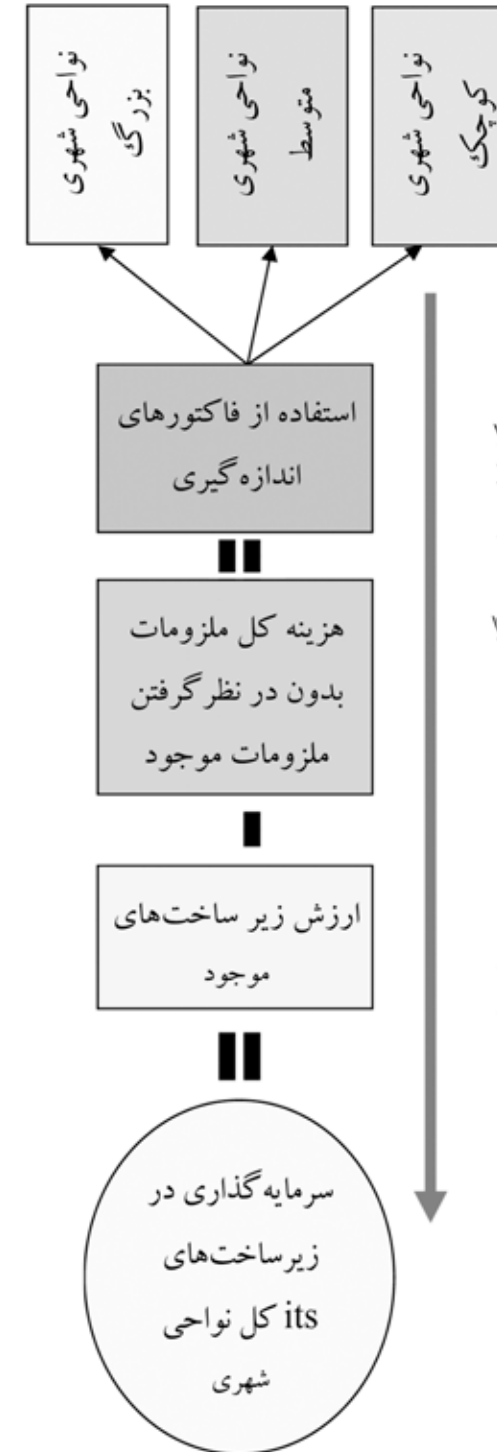 نواحی شهری
بزرگ
نواحی شهری
متوسط
نواحی شهری
کوچک
استفاده از فاکتورهای
اندازه‌گیری
هزینه کل ملزومات
بدون در نظر گرفتن
ملزومات موجود
ارزش زیر ساخت‌های
موجود
سرمایه‌گذاری در
زیرساخت‌های
its کل نواحی
شهری